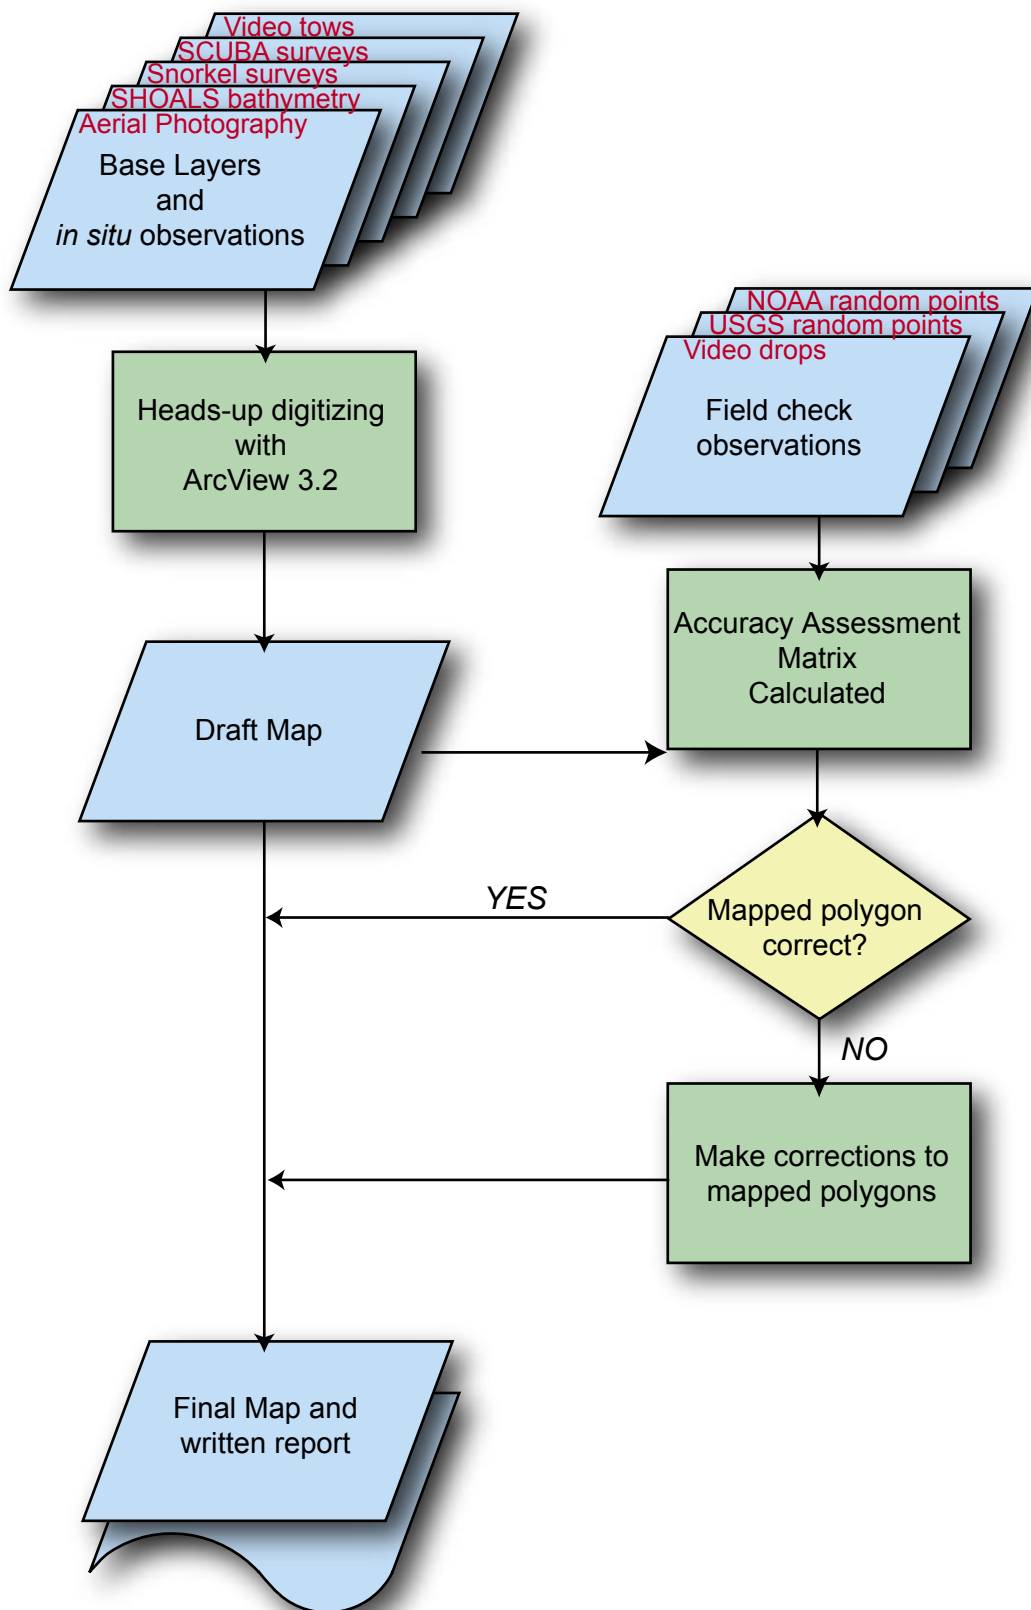 Video tows
SCUBA surveys
Snorkel surveys
SHOALS bathymetry
Aerial Photography
Base Layers
and
in situ observations
Heads-up digitizing
with
ArcView 3.2
Draft Map
NOAA random points
USGS random points
Video drops
Field check
observations
Accuracy Assessment
Matrix
Calculated
Mapped polygon
correct?
YES
NO
Make corrections to
mapped polygons
Final Map and
written report